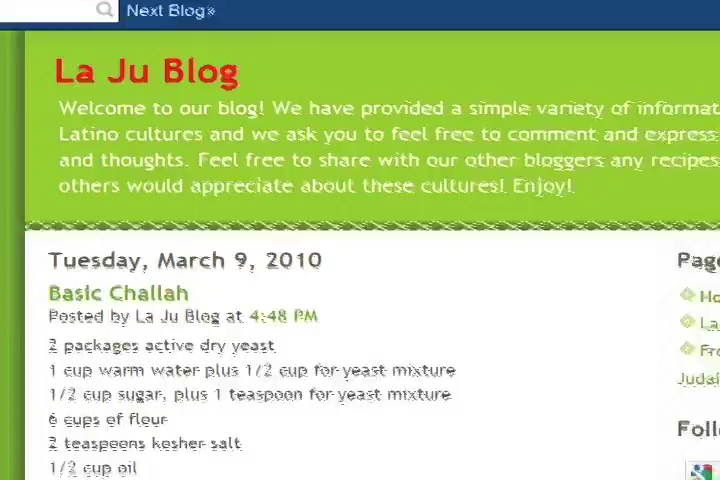 Next Blog»
La Ju Blog
Welcome to our blog! We have provided a simple variety of informat
Latino cultures and we ask you to feel free to comment and express
and thoughts. Feel free to share with our other bloggers any recipes
others would appreciate about these cultures! Enjoy!
Tuesday, March 9, 2010
Page
Basic Challah
Ho
Posted by La Ju Blog at 4:48 PM
La
2 packages active dry yeast
Fro
1 cup warm water plus 1/2 cup for yeast mixture
Judai
1/2 cup sugar, plus 1 teaspoon for yeast mixture
6 cups of flour
Follo
2 teaspoons kosher salt
1/2 cup oil